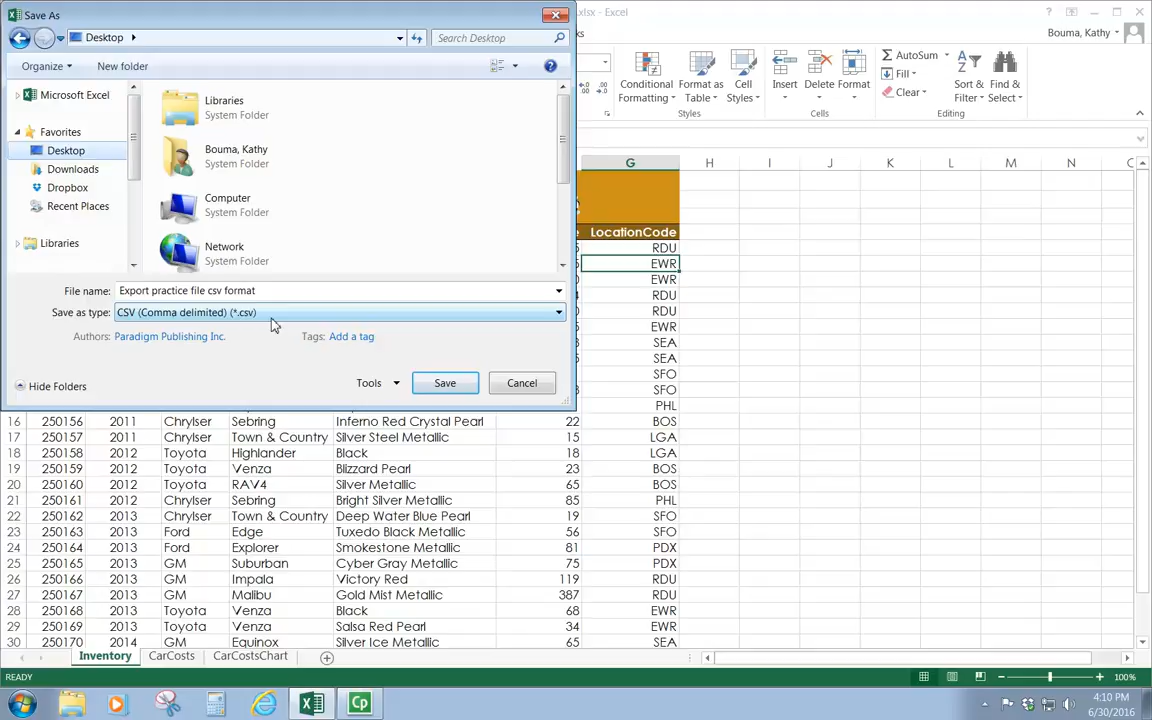 Save As
.xlsx - Excel
Desktop
Search Desktop
ks
Bouma, Kathy
Organize
New folder
Microsoft Excel
Favorites
Desktop
Downloads
Dropbox
Recent Places
Libraries
Libraries
System Folder
Bouma, Kathy
System Folder
Computer
System Folder
Network
System Folder
File name: Export practice file csv format
Save as type: CSV (Comma delimited) (*.csv)
Authors: Paradigm Publishing Inc. Tags: Add a tag
Hide Folders Tools Save Cancel
Conditional Formatting
Format as Table
Cell Styles
Insert Delete Format
AutoSum
Fill
Clear
Sort & Filter
Find & Select
Styles Cells Editing
G H I J K L M N
LocationCode
RDU
EWR
EWR
RDU
RDU
EWR
SEA
SEA
SFO
SFO
PHL
16 250156 2011 Chrylser Sebring Inferno Red Crystal Pearl 22 BOS
17 250157 2011 Chrylser Town & Country Silver Steel Metallic 15 LGA
18 250158 2012 Toyota Highlander Black 18 LGA
19 250159 2012 Toyota Venza Blizzard Pearl 23 BOS
20 250160 2012 Toyota RAV4 Silver Metallic 65 BOS
21 250161 2012 Chrylser Sebring Bright Silver Metallic 85 PHL
22 250162 2013 Chrylser Town & Country Deep Water Blue Pearl 19 SFO
23 250163 2013 Ford Edge Tuxedo Black Metallic 56 SFO
24 250164 2013 Ford Explorer Smokestone Metallic 81 PDX
25 250165 2013 GM Suburban Cyber Gray Metallic 75 PDX
26 250166 2013 GM Impala Victory Red 119 RDU
27 250167 2013 GM Malibu Gold Mist Metallic 387 RDU
28 250168 2013 Toyota Venza Black 68 EWR
29 250169 2013 Toyota Venza Salsa Red Pearl 34 EWR
30 250170 2014 GM Equinox Silver Ice Metallic 65 SEA
Inventory CarCosts CarCostsChart
READY
100%
Cp
4:10 PM
6/30/2016